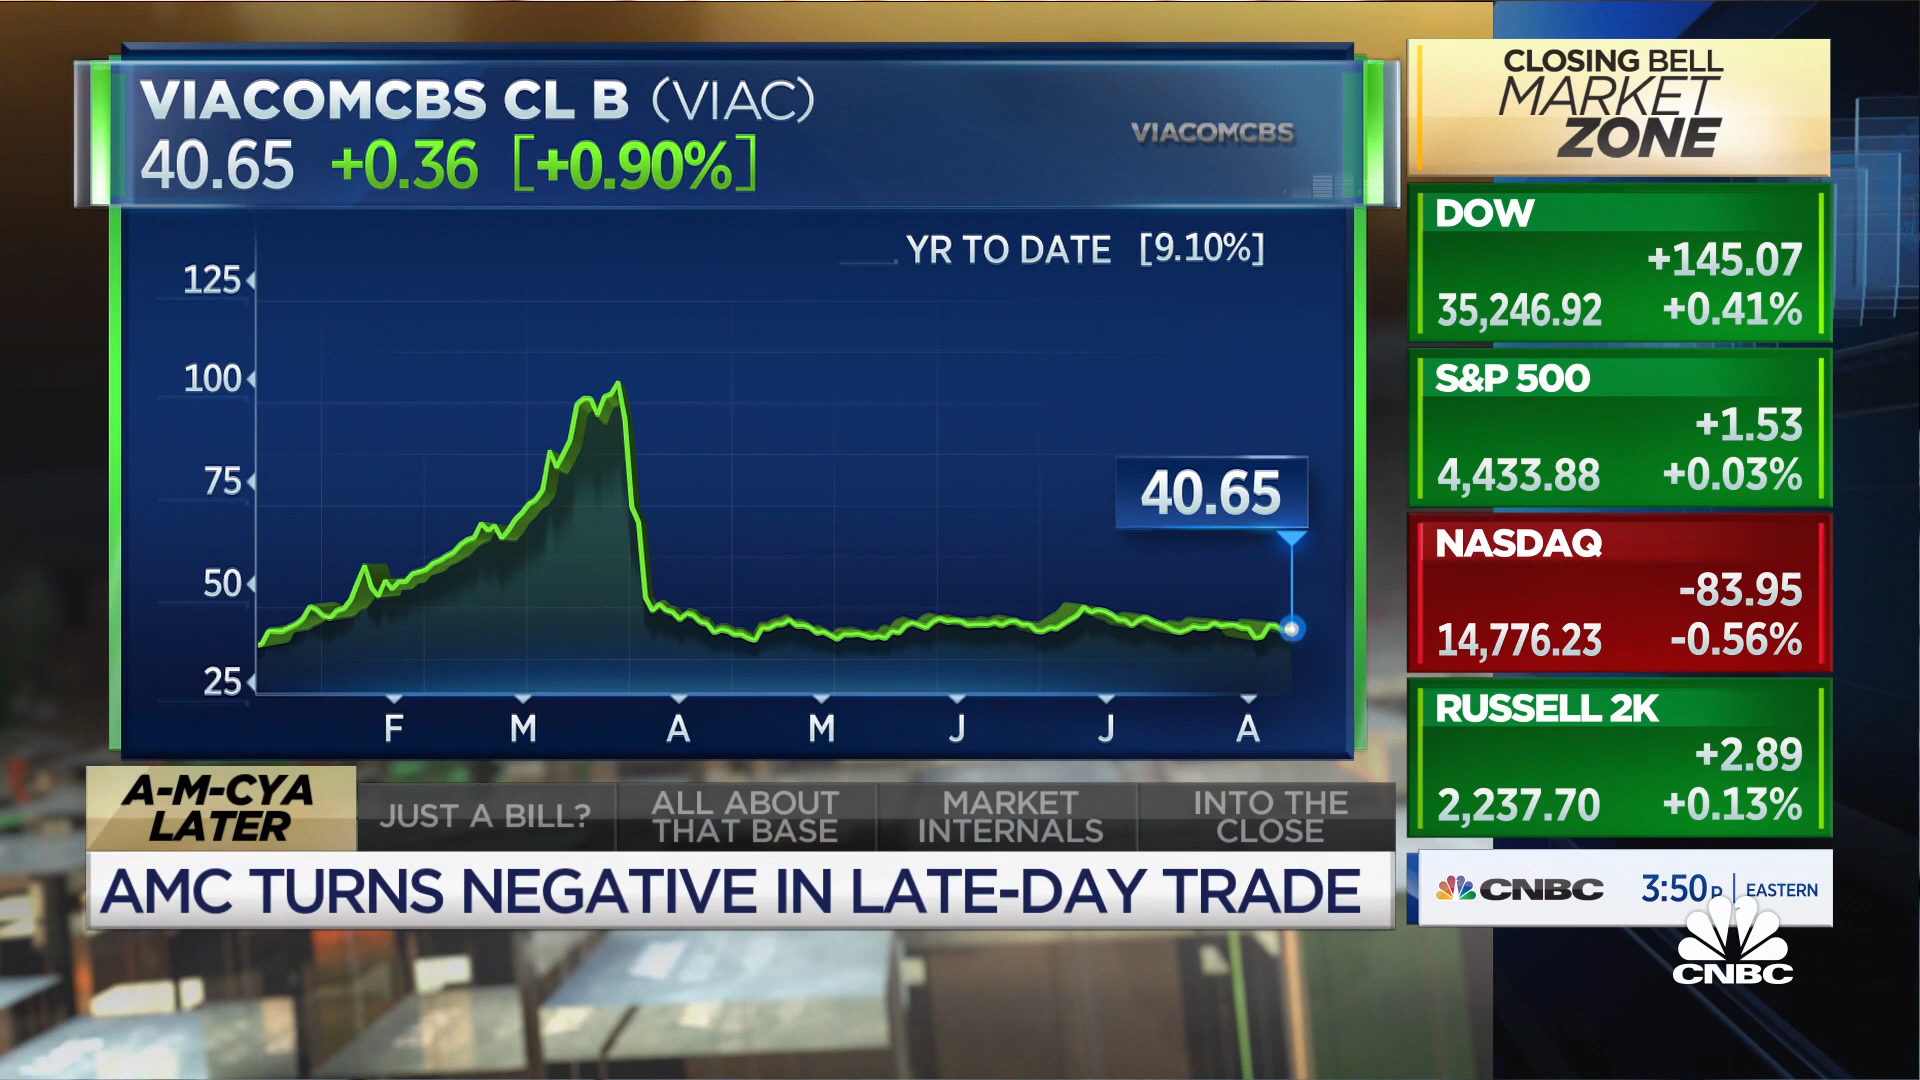 VIACOMCBS CL B (VIAC)
40.65 +0.36 [+0.90%]
VIACOMCBS
YR TO DATE [9.10%]
125
100
75
50
25
40.65
F M A M J J A
CLOSING BELL
MARKET
ZONE
DOW
+145.07
35,246.92 +0.41%
S&P 500
+1.53
4,433.88 +0.03%
NASDAQ
-83.95
14,776.23 -0.56%
RUSSELL 2K
+2.89
2,237.70 +0.13%
A-M-CYA
LATER
JUST A BILL?
ALL ABOUT
THAT BASE
MARKET
INTERNALS
INTO THE
CLOSE
AMC TURNS NEGATIVE IN LATE-DAY TRADE
CNBC 3:50P EASTERN
CNBC